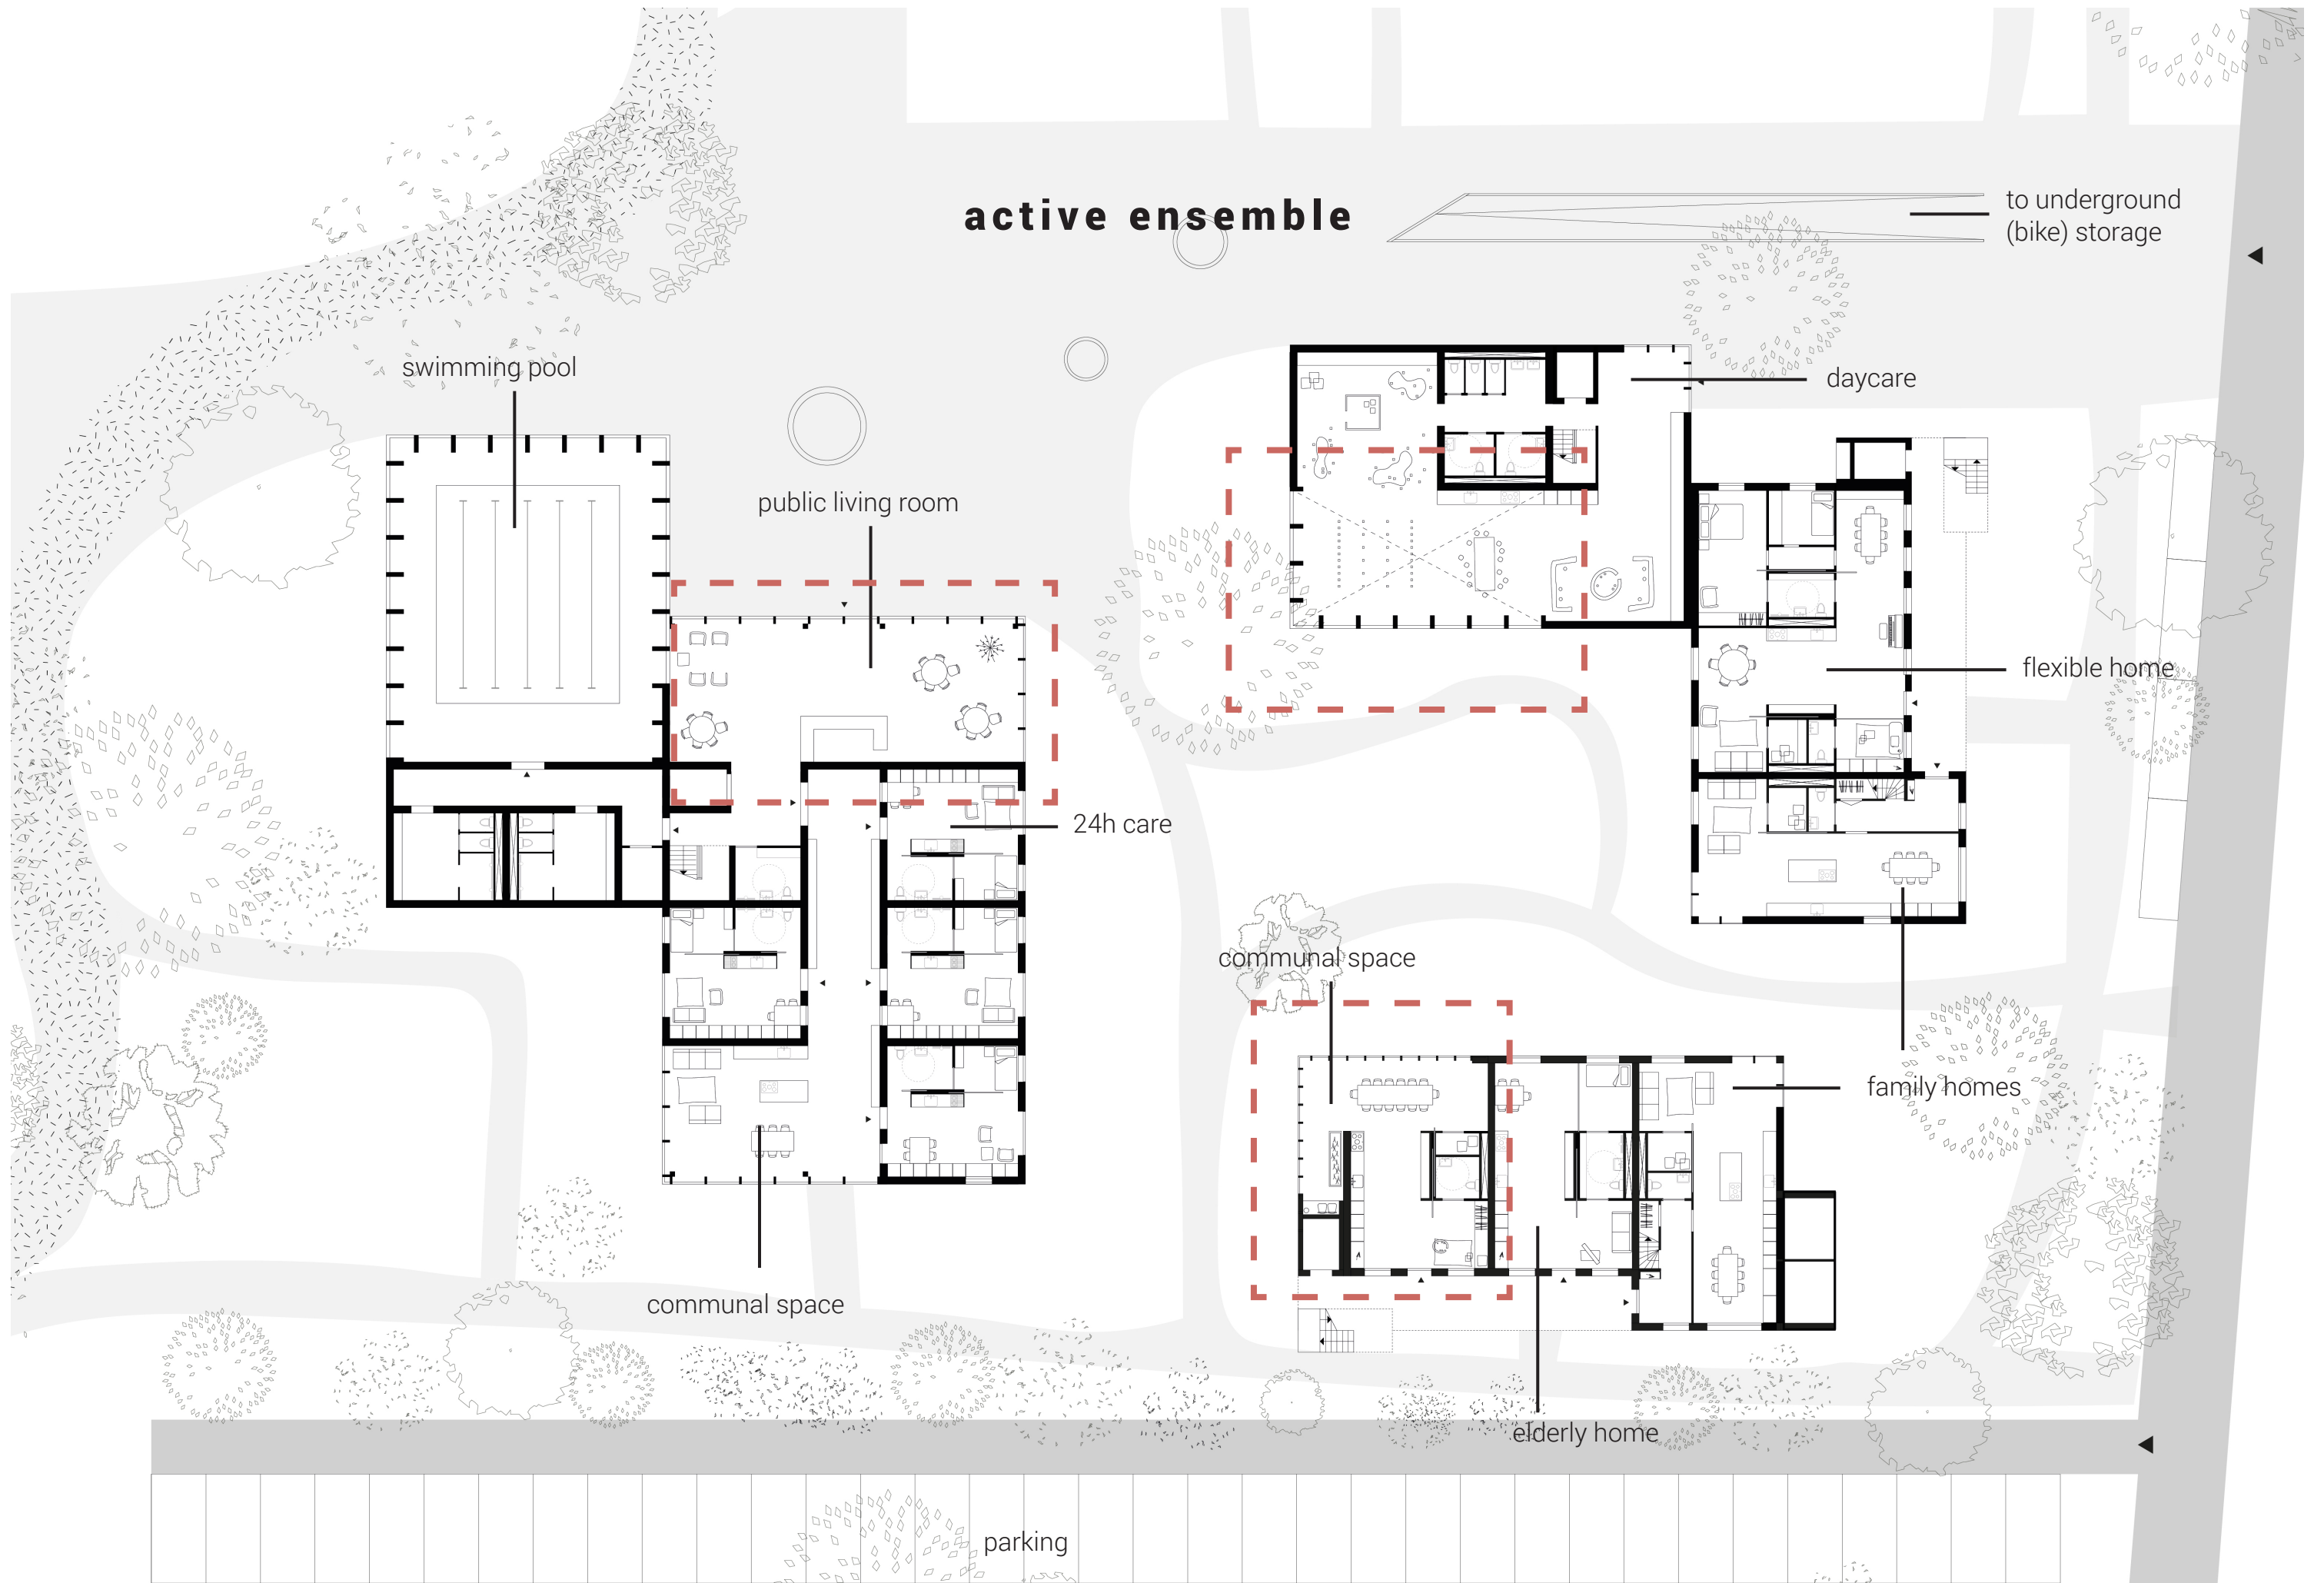 active ensemble
to underground
(bike) storage
swimming pool
daycare
public living room
flexible home
24h care
communal space
family homes
communal space
elderly home
parking